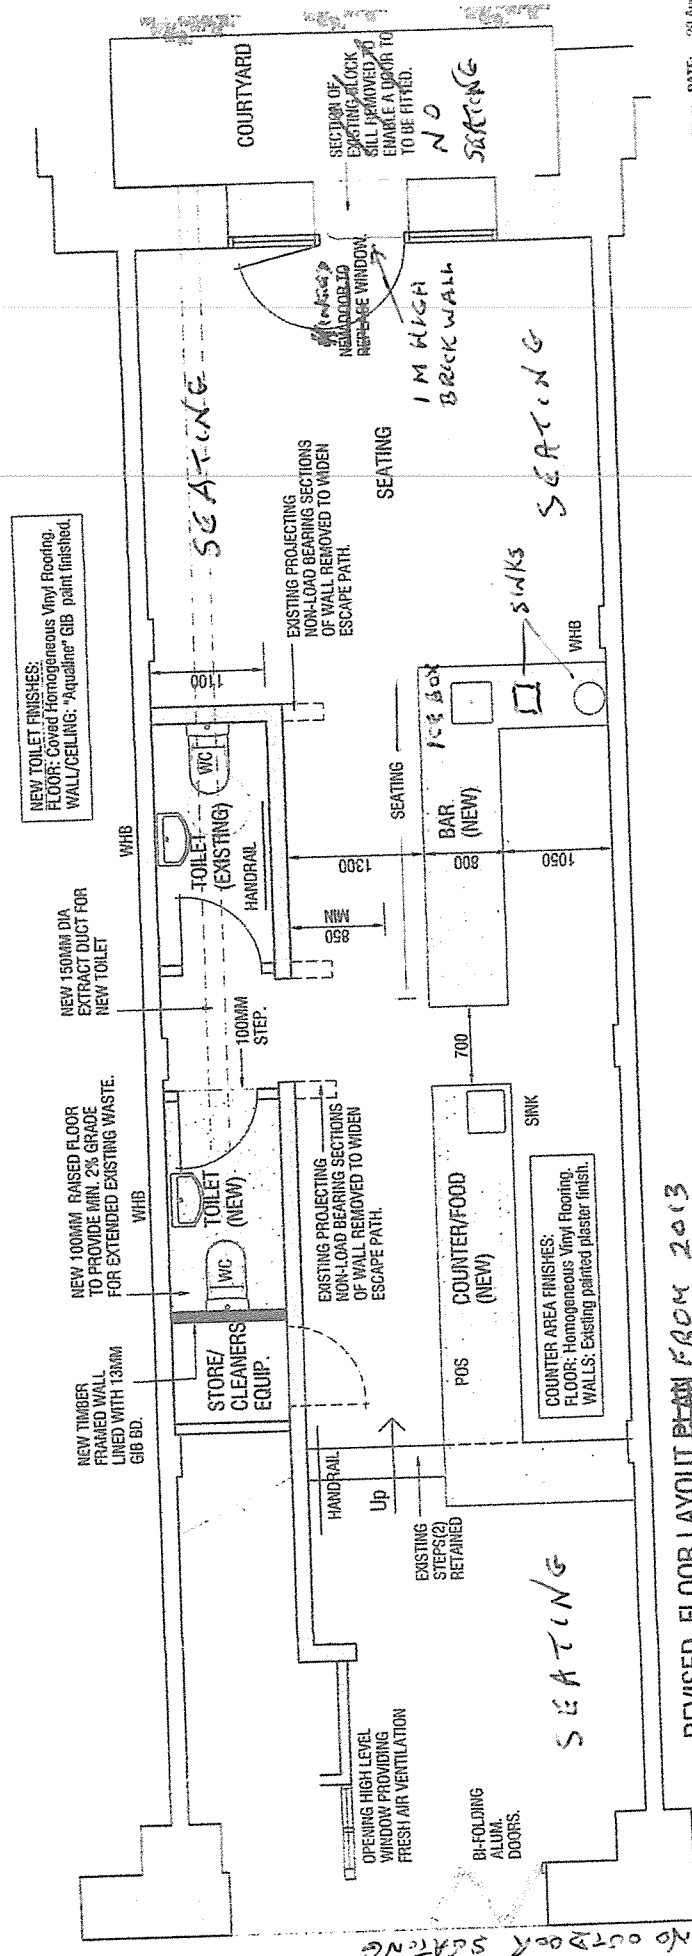 NEW TOILET FINISHES:
FLOOR: Coved Homogeneous Vinyl Flooring.
WALL/CEILING: "Aqualine" GIB paint finished.
NEW TIMBER
FRAMED WALL
LINED WITH 13MM
GIB BD.
NEW 100MM RAISED FLOOR
TO PROVIDE MIN. 2% GRADE
FOR EXTENDED EXISTING WASTE.
WHB
NEW 150MM DIA
EXTRACT DUCT FOR
NEW TOILET
WHB
STORE/
CLEANERS
EQUIP.
WC
TOILET
(NEW)
100MM
STEP.
TOILET
(EXISTING)
HANDRAIL
WC
1100
SEATING
COURTYARD
SECTION OF
EXISTING BLOCK
SILL REMOVED TO
ENABLE A DOOR TO
TO BE FITTED.
NO
SEATING
NEW DOOR TO
REPLACE WINDOW.
1 M HIGH
BRICK WALL
OPENING HIGH LEVEL
WINDOW PROVIDING
FRESH AIR VENTILATION
HANDRAIL
Up
EXISTING
STEPS(2)
RETAINED
EXISTING PROJECTING
NON-LOAD BEARING SECTIONS
OF WALL REMOVED TO WIDEN
ESCAPE PATH.
850
MIN
1300
EXISTING PROJECTING
NON-LOAD BEARING SECTIONS
OF WALL REMOVED TO WIDEN
ESCAPE PATH.
SEATING
SEATING
BI-FOLDING
ALUM.
DOORS.
POS
COUNTER/FOOD
(NEW)
700
SINK
BAR
(NEW)
800
1050
ICE BOX
SINKS
WHB
SEATING
COUNTER AREA FINISHES:
FLOOR: Homogeneous Vinyl Flooring.
WALLS: Existing painted plaster finish.
SEATING
NO OUTDOOR SEATING
REVISED FLOOR LAYOUT PLAN FROM 2013
DATE: